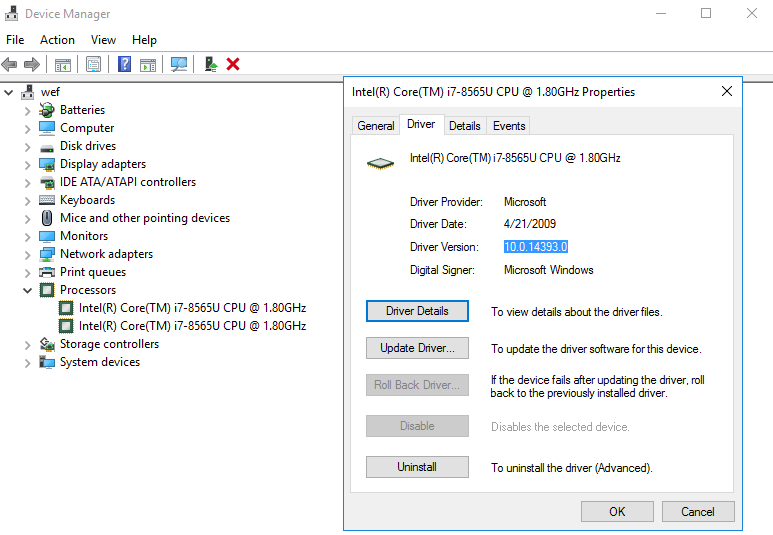 Device Manager
File Action View Help
wef
Batteries
Computer
Disk drives
Display adapters
IDE ATA/ATAPI controllers
Keyboards
Mice and other pointing devices
Monitors
Network adapters
Print queues
Processors
Intel(R) Core(TM) i7-8565U CPU @ 1.80GHz
Intel(R) Core(TM) i7-8565U CPU @ 1.80GHz
Storage controllers
System devices
Intel(R) Core(TM) i7-8565U CPU @ 1.80GHz Properties
General Driver Details Events
Intel(R) Core(TM) i7-8565U CPU @ 1.80GHz
Driver Provider: Microsoft
Driver Date: 4/21/2009
Driver Version: 10.0.14393.0
Digital Signer: Microsoft Windows
Driver Details To view details about the driver files.
Update Driver... To update the driver software for this device.
Roll Back Driver... If the device fails after updating the driver, roll
back to the previously installed driver.
Disable Disables the selected device.
Uninstall To uninstall the driver (Advanced).
OK Cancel